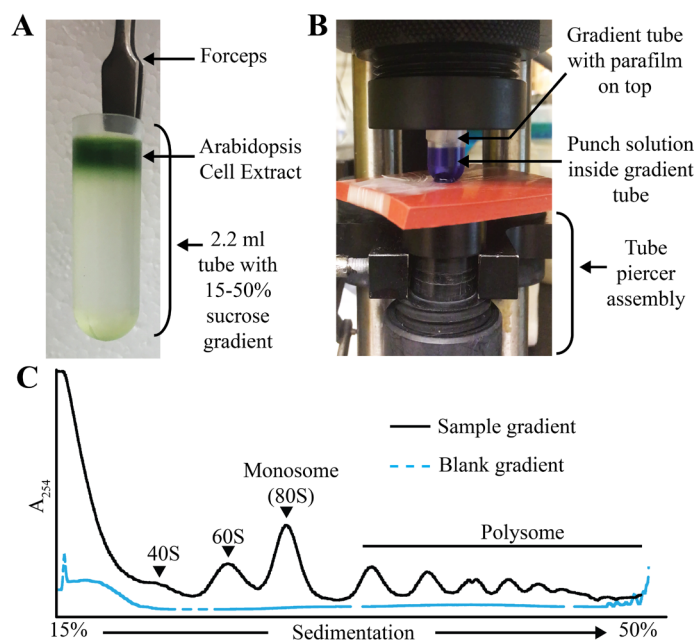 A
Forceps
Arabidopsis
Cell Extract
2.2 ml
tube with
15-50%
sucrose
gradient
B
Gradient tube
with parafilm
on top
Punch solution
inside gradient
tube
Tube
piercer
assembly
C
Sample gradient
Blank gradient
A254
40S
60S
Monosome
(80S)
Polysome
15%
Sedimentation
50%